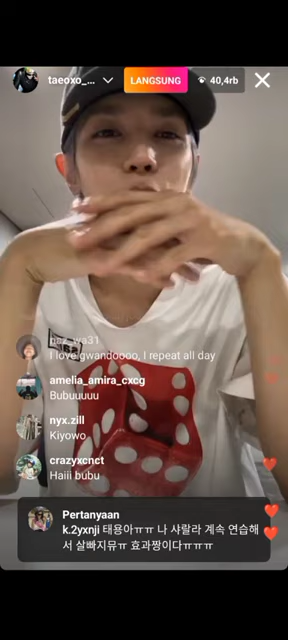 taeoxo_...
LANGSUNG
40,4rb
naz_wa31
I love gwandoooo, I repeat all day
amelia_amira_cxcg
Bubuuuuu
nyx.zill
Kiyowo
crazyxcnct
Haiii bubu
Pertanyaan
k.2yxnji 태용아ㅠㅠ 나 샤랄라 계속 연습해
서 살빠지뮤ㅠ 효과짱이다ㅠㅠㅠ